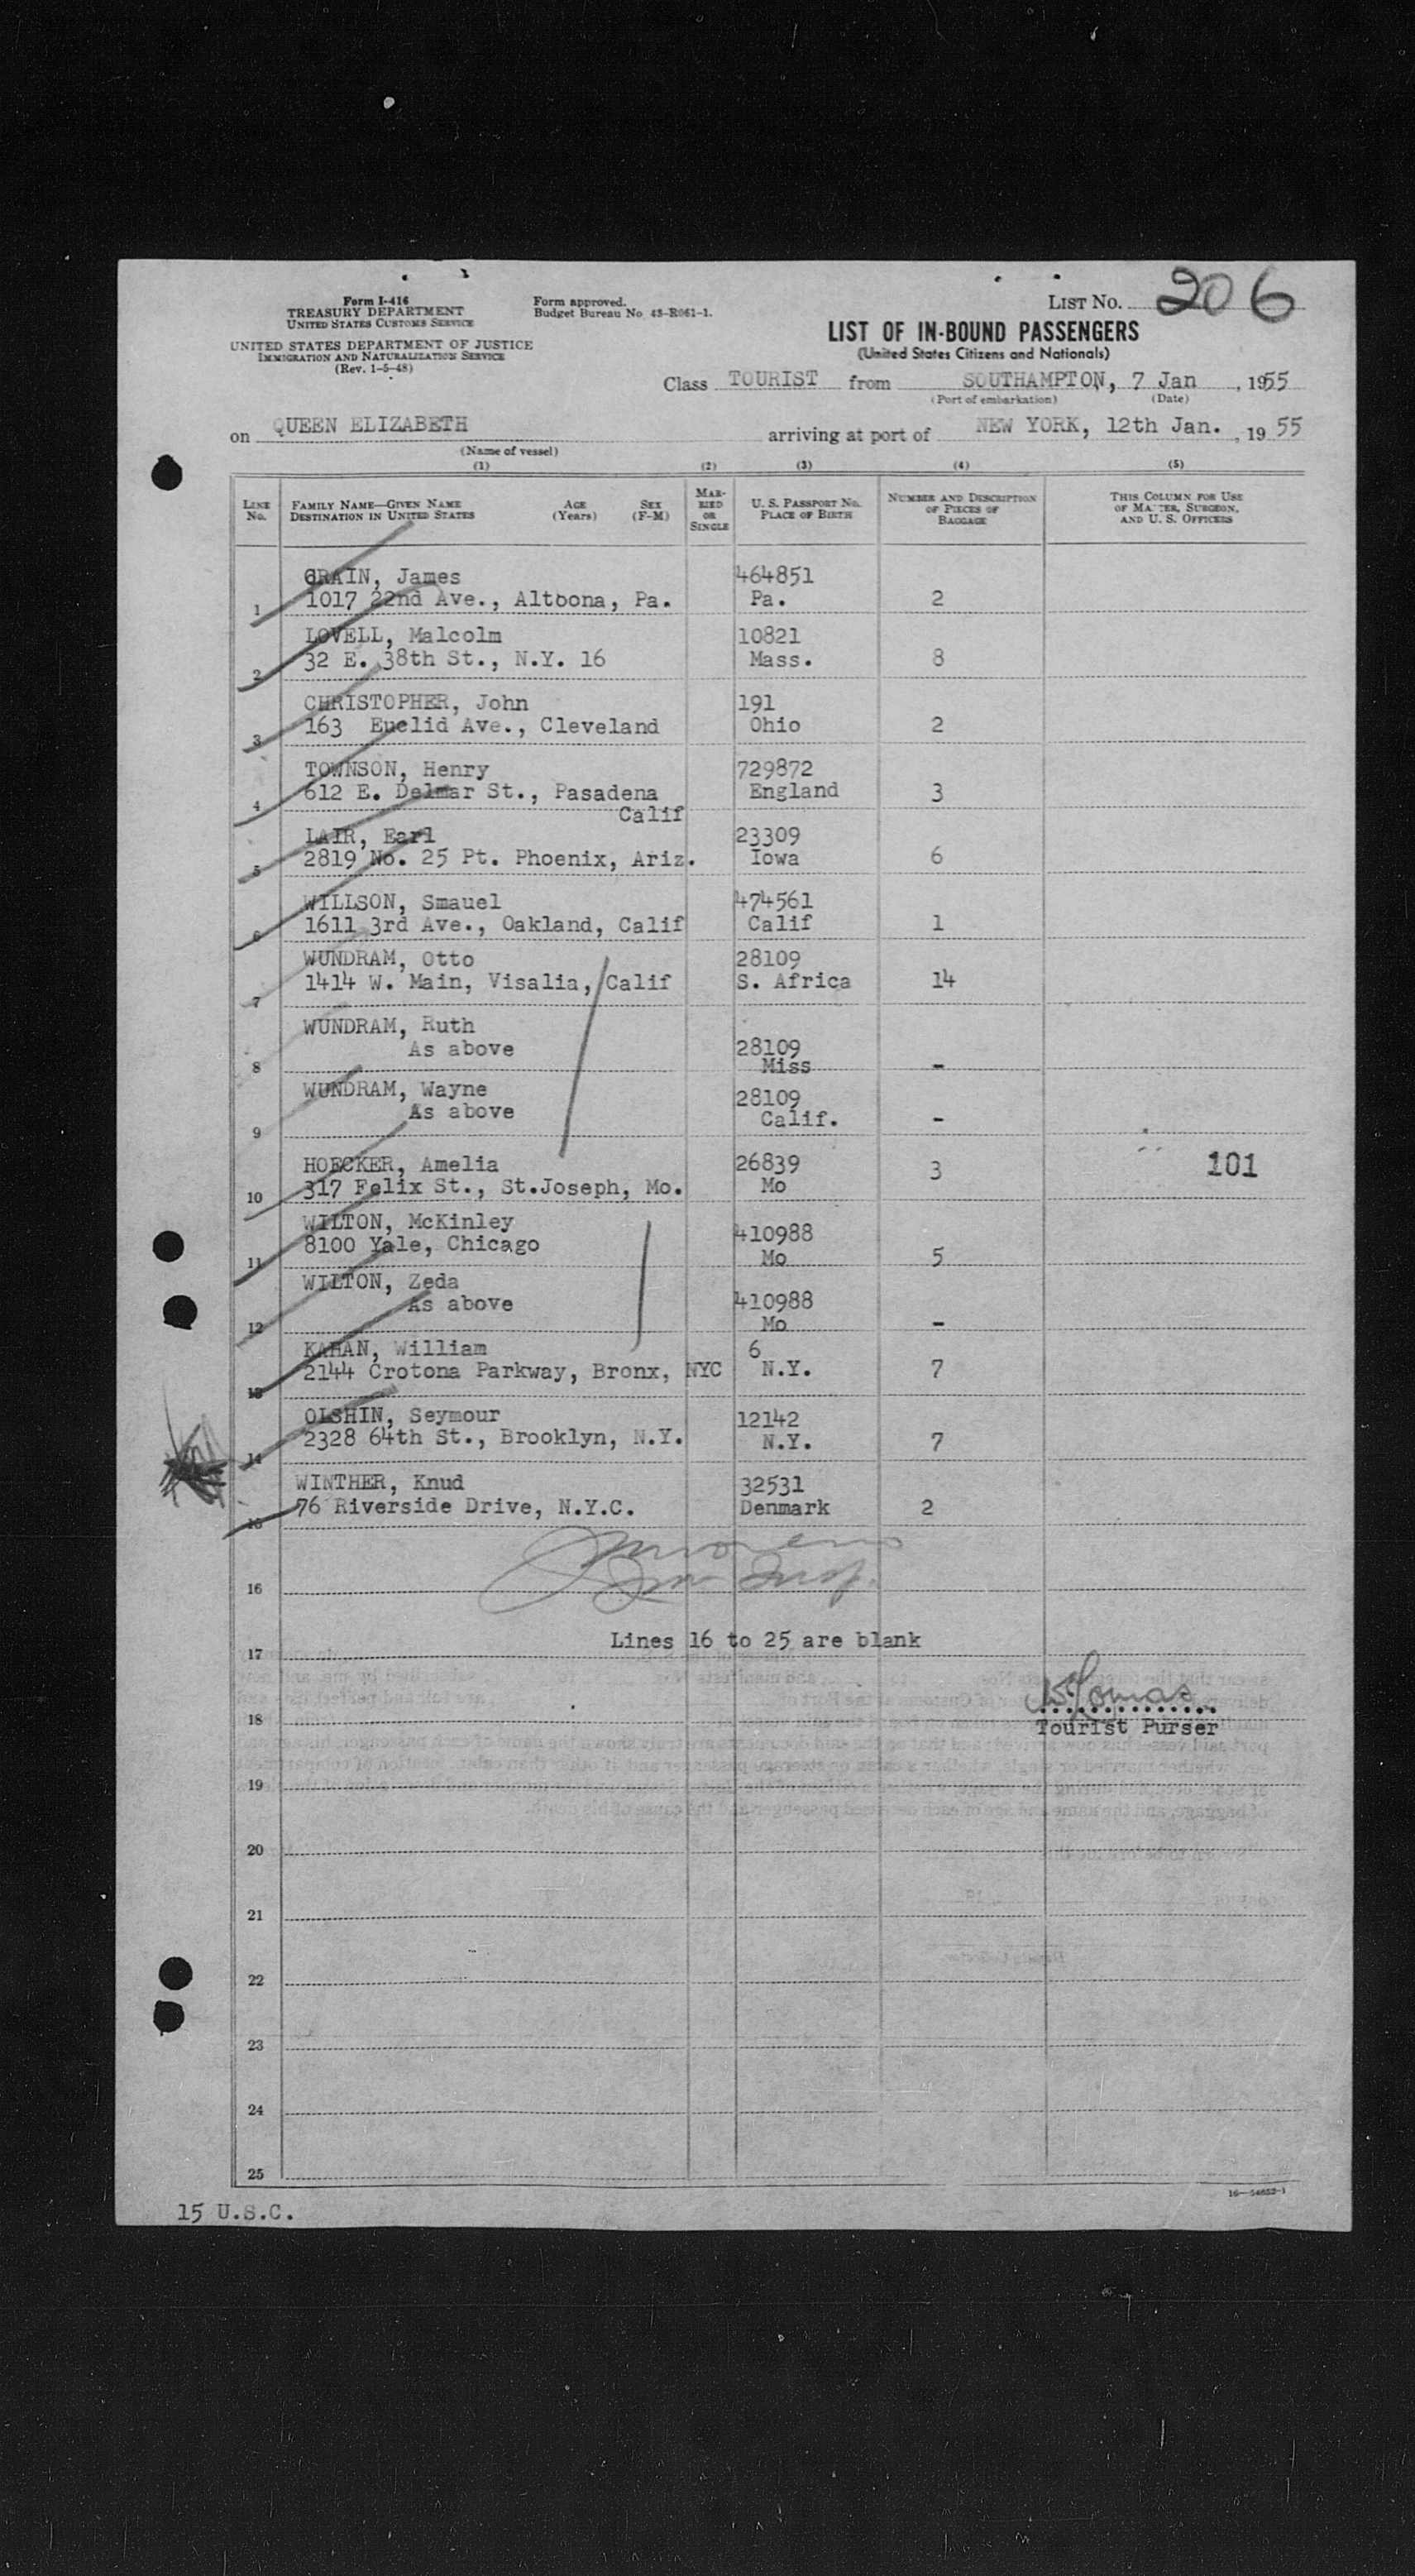 Form I-416
TREASURY DEPARTMENT
UNITED STATES CUSTOMS SERVICE
UNITED STATES DEPARTMENT OF JUSTICE
IMMIGRATION AND NATURALIZATION SERVICE
(Rev. 1-5-48)
Form approved.
Budget Bureau No. 43-R061-1.
LIST NO. 206
LIST OF IN-BOUND PASSENGERS
(United States Citizens and Nationals)
Class TOURIST from SOUTHAMPTON, 7 Jan , 1955
(Port of embarkation) (Date)
on QUEEN ELIZABETH arriving at port of NEW YORK, 12th Jan. , 19 55
(Name of vessel)
(1) (2) (3) (4) (5)
LINE NO. FAMILY NAME—GIVEN NAME DESTINATION IN UNITED STATES AGE (Years) SEX (F-M) MARRIED OR SINGLE U. S. PASSPORT NO. PLACE OF BIRTH NUMBER AND DESCRIPTION OF PIECES OF BAGGAGE THIS COLUMN FOR USE OF MASTER, SURGEON, AND U. S. OFFICERS
CRAIN, James 464851
1 1017 22nd Ave., Altoona, Pa. Pa. 2
LOVELL, Malcolm 10821
2 32 E. 38th St., N.Y. 16 Mass. 8
CHRISTOPHER, John 191
3 163 Euclid Ave., Cleveland Ohio 2
TOWNSON, Henry 729872
4 612 E. Delmar St., Pasadena England 3
Calif
LAIR, Earl 23309
5 2819 No. 25 Pt. Phoenix, Ariz. Iowa 6
WILLSON, Smauel 474561
6 1611 3rd Ave., Oakland, Calif Calif 1
WUNDRAM, Otto 28109
7 1414 W. Main, Visalia, Calif S. Africa 14
WUNDRAM, Ruth
As above 28109
8 Miss -
WUNDRAM, Wayne 28109
9 As above Calif. -
HOECKER, Amelia 26839 3 101
10 317 Felix St., St.Joseph, Mo. Mo
WILTON, McKinley 410988
11 8100 Yale, Chicago Mo 5
WILTON, Zeda
As above 410988
12 Mo -
KAHAN, William 6
13 2144 Crotona Parkway, Bronx, NYC N.Y. 7
OLSHIN, Seymour 12142
14 2328 64th St., Brooklyn, N.Y. N.Y. 7
WINTHER, Knud 32531
15 76 Riverside Drive, N.Y.C. Denmark 2
16
Lines 16 to 25 are blank
17
18 Tourist Purser
19
20
21
22
23
24
25
16—54652-1
15 U.S.C.